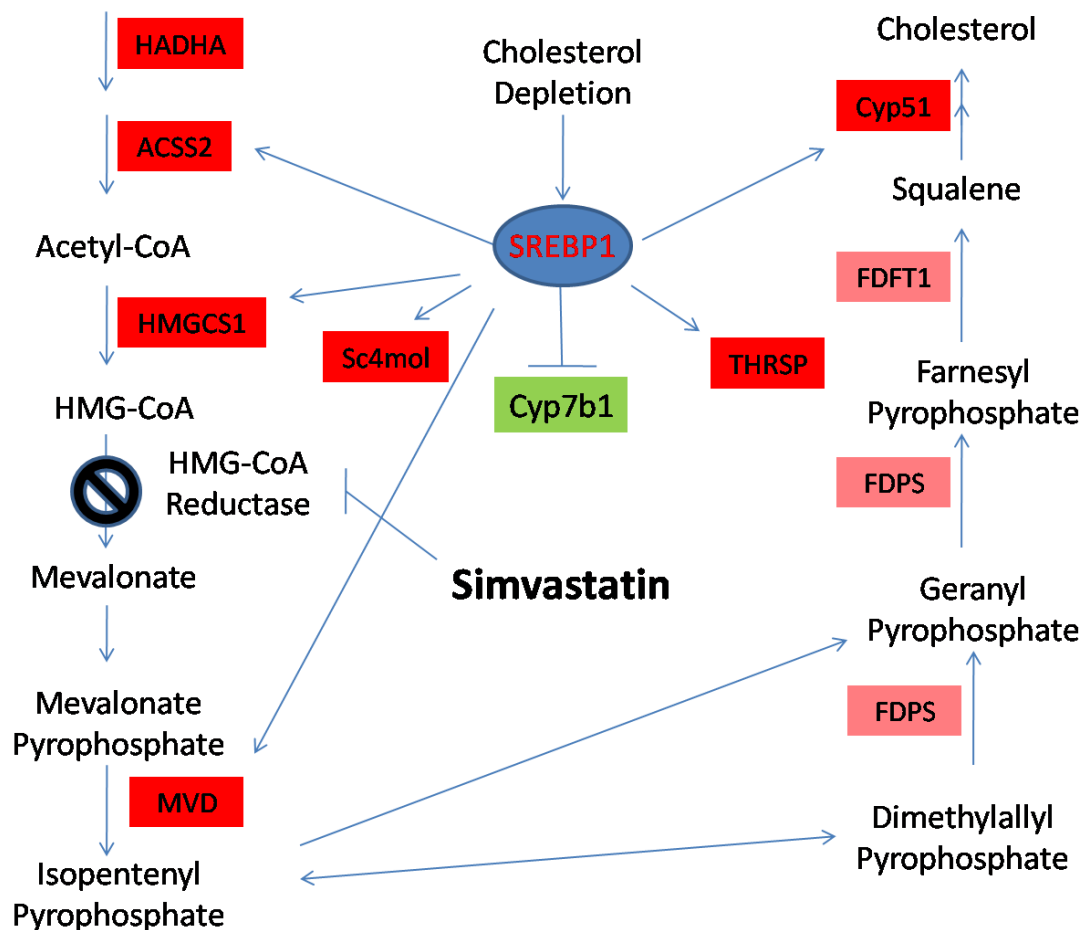 HADHA
ACSS2
Acetyl-CoA
HMGCS1
HMG-CoA
HMG-CoA
Reductase
Mevalonate
Mevalonate
Pyrophosphate
MVD
Isopentenyl
Pyrophosphate
Cholesterol
Depletion
SREBP1
Sc4mol
Cyp7b1
THRSP
Simvastatin
Cholesterol
Cyp51
Squalene
FDFT1
Farnesyl
Pyrophosphate
FDPS
Geranyl
Pyrophosphate
FDPS
Dimethylallyl
Pyrophosphate